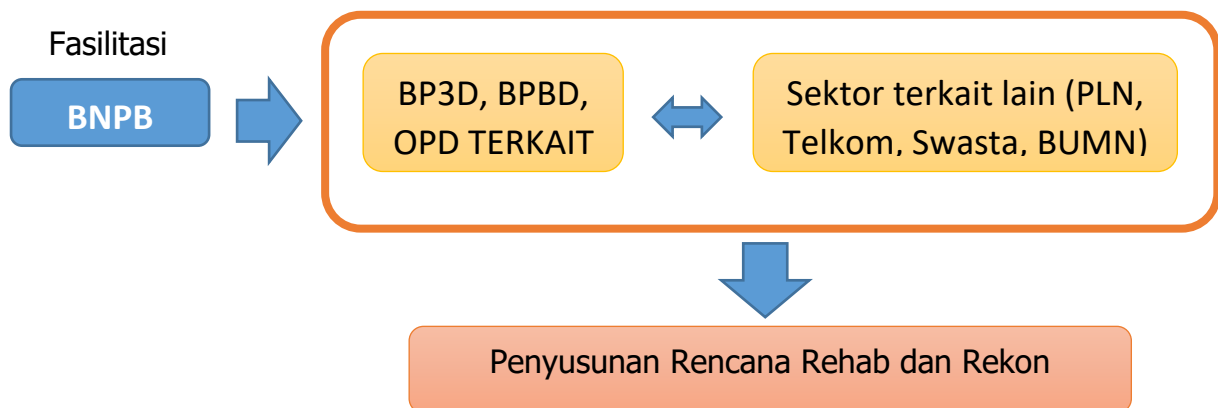 Fasilitasi
BNPB
BP3D, BPBD,
OPD TERKAIT
Sektor terkait lain (PLN,
Telkom, Swasta, BUMN)
Penyusunan Rencana Rehab dan Rekon